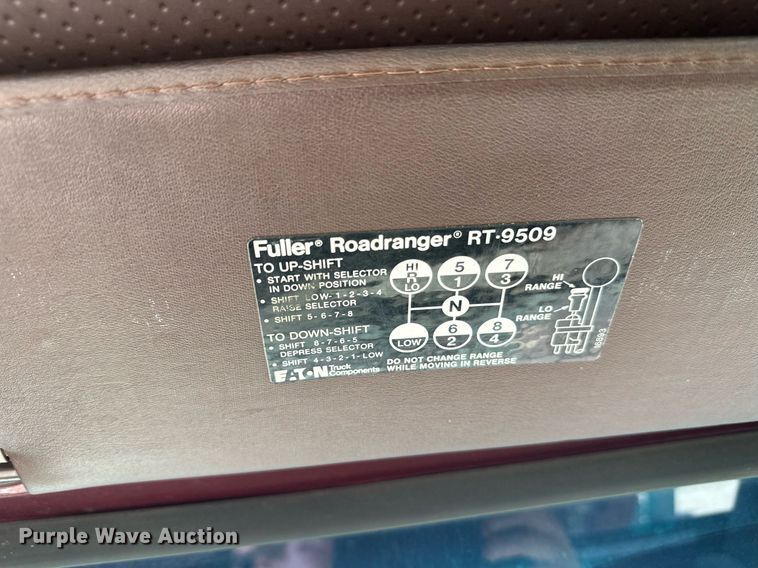 Fuller® Roadranger® RT-9509
TO UP-SHIFT
• START WITH SELECTOR
IN DOWN POSITION
• SHIFT LOW-1-2-3-4
RAISE SELECTOR
• SHIFT 5-6-7-8
TO DOWN-SHIFT
• SHIFT 8-7-6-5
DEPRESS SELECTOR
• SHIFT 4-3-2-1-LOW
EATON Truck
Components
HI
R
LO
5
1
7
3
N
LOW
6
2
8
4
DO NOT CHANGE RANGE
WHILE MOVING IN REVERSE
HI
RANGE
LO
RANGE
16893
Purple Wave Auction